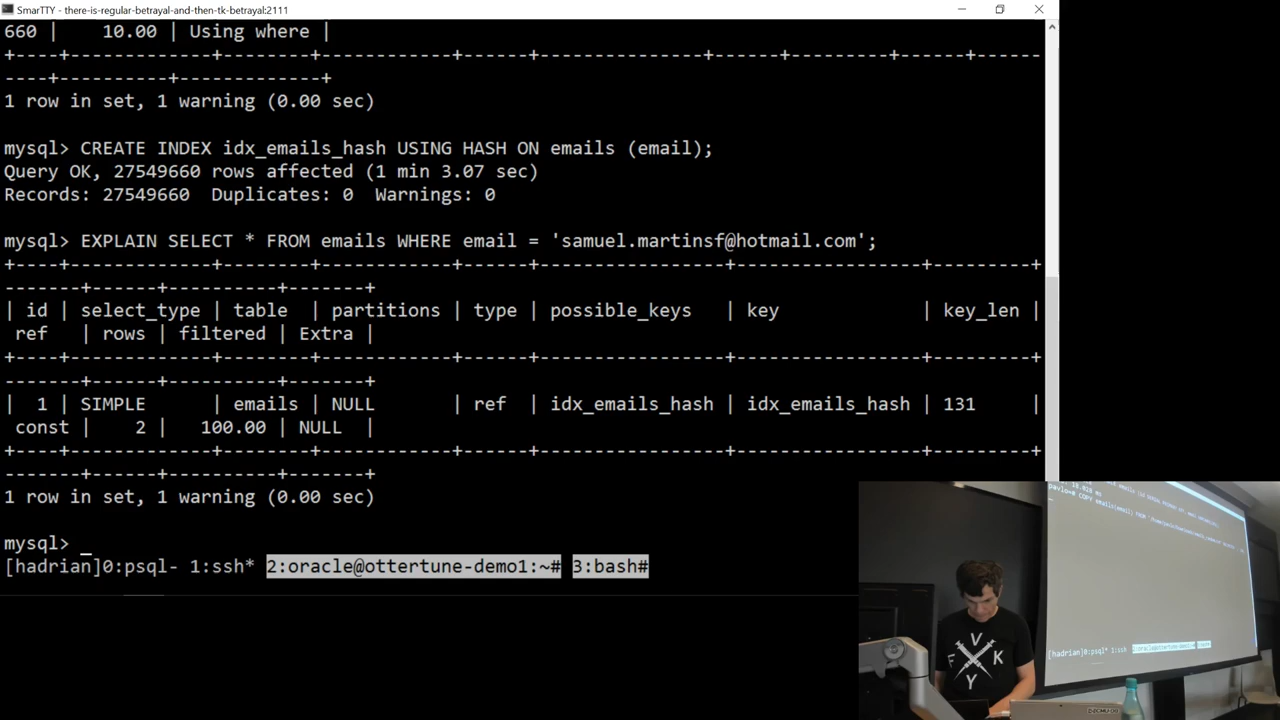 SmarTTY - there-is-regular-betrayal-and-then-tk-betrayal:2111
660 |    10.00 | Using where |
+----+-------------+--------+------------+------+---------------+------+---------+------
----+----------+-------------+
1 row in set, 1 warning (0.00 sec)
mysql> CREATE INDEX idx_emails_hash USING HASH ON emails (email);
Query OK, 27549660 rows affected (1 min 3.07 sec)
Records: 27549660  Duplicates: 0  Warnings: 0
mysql> EXPLAIN SELECT * FROM emails WHERE email = 'samuel.martinsf@hotmail.com';
+----+-------------+--------+------------+------+-----------------+-----------------+---------+
-------+------+----------+-------+
| id | select_type | table  | partitions | type | possible_keys   | key             | key_len |
 ref   | rows | filtered | Extra |
+----+-------------+--------+------------+------+-----------------+-----------------+---------+
-------+------+----------+-------+
|  1 | SIMPLE      | emails | NULL       | ref  | idx_emails_hash | idx_emails_hash | 131     |
 const |    2 |   100.00 | NULL  |
+----+-------------+--------+------------+------+-----------------+-----------------+---------+
-------+------+----------+-------+
1 row in set, 1 warning (0.00 sec)
mysql> _
[hadrian]0:psql- 1:ssh* 2:oracle@ottertune-demo1:~# 3:bash#
V
F K
Y
[hadrian]0:psql* 1:ssh